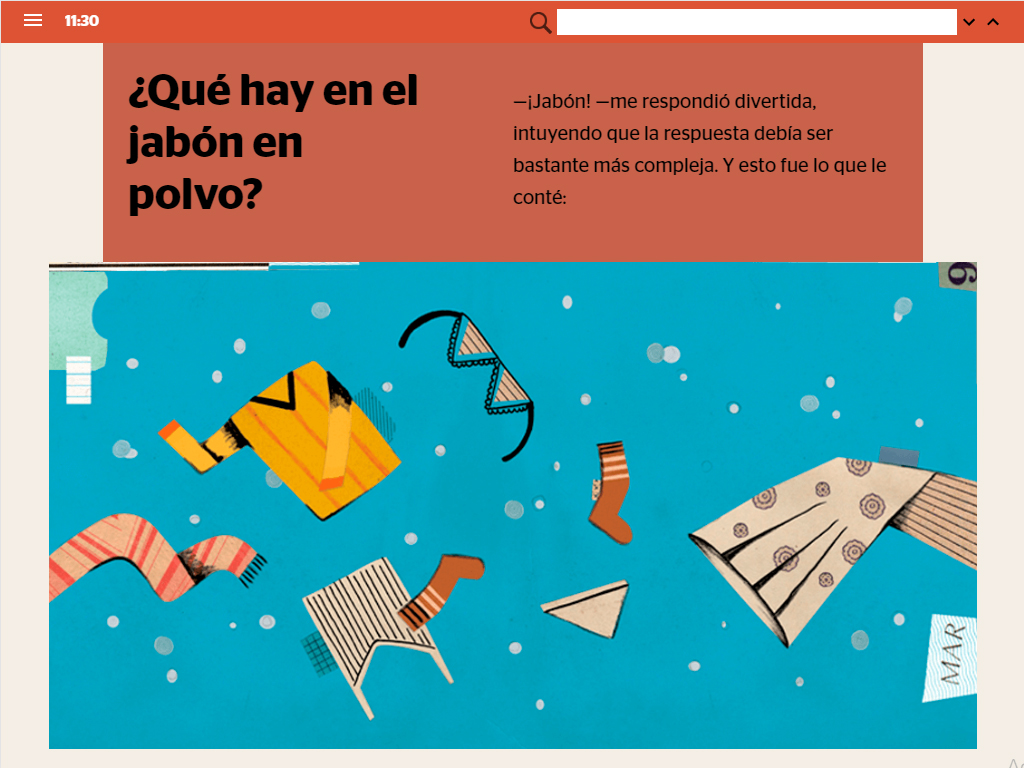 11:30
¿Qué hay en el
jabón en
polvo?
—¡Jabón! —me respondió divertida,
intuyendo que la respuesta debía ser
bastante más compleja. Y esto fue lo que le
conté:
6
MAR